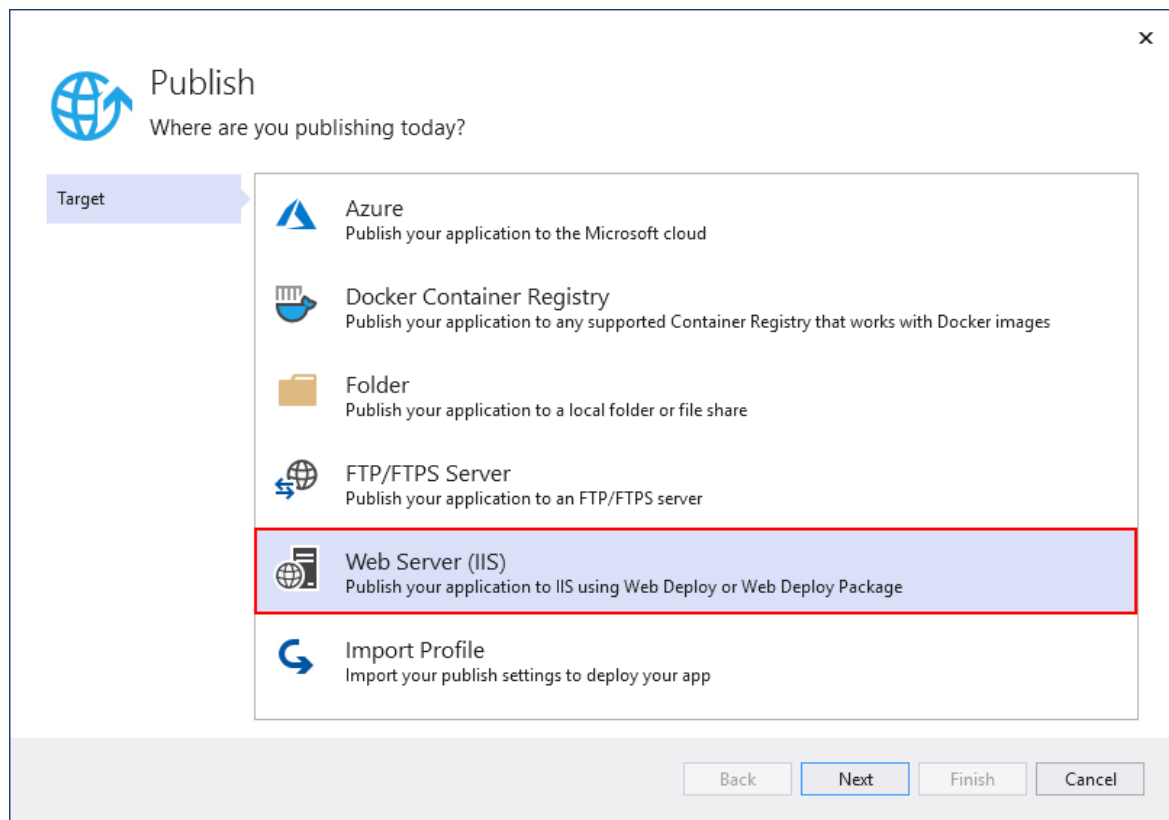 Publish
Where are you publishing today?
Target
Azure
Publish your application to the Microsoft cloud
Docker Container Registry
Publish your application to any supported Container Registry that works with Docker images
Folder
Publish your application to a local folder or file share
FTP/FTPS Server
Publish your application to an FTP/FTPS server
Web Server (IIS)
Publish your application to IIS using Web Deploy or Web Deploy Package
Import Profile
Import your publish settings to deploy your app
Back
Next
Finish
Cancel